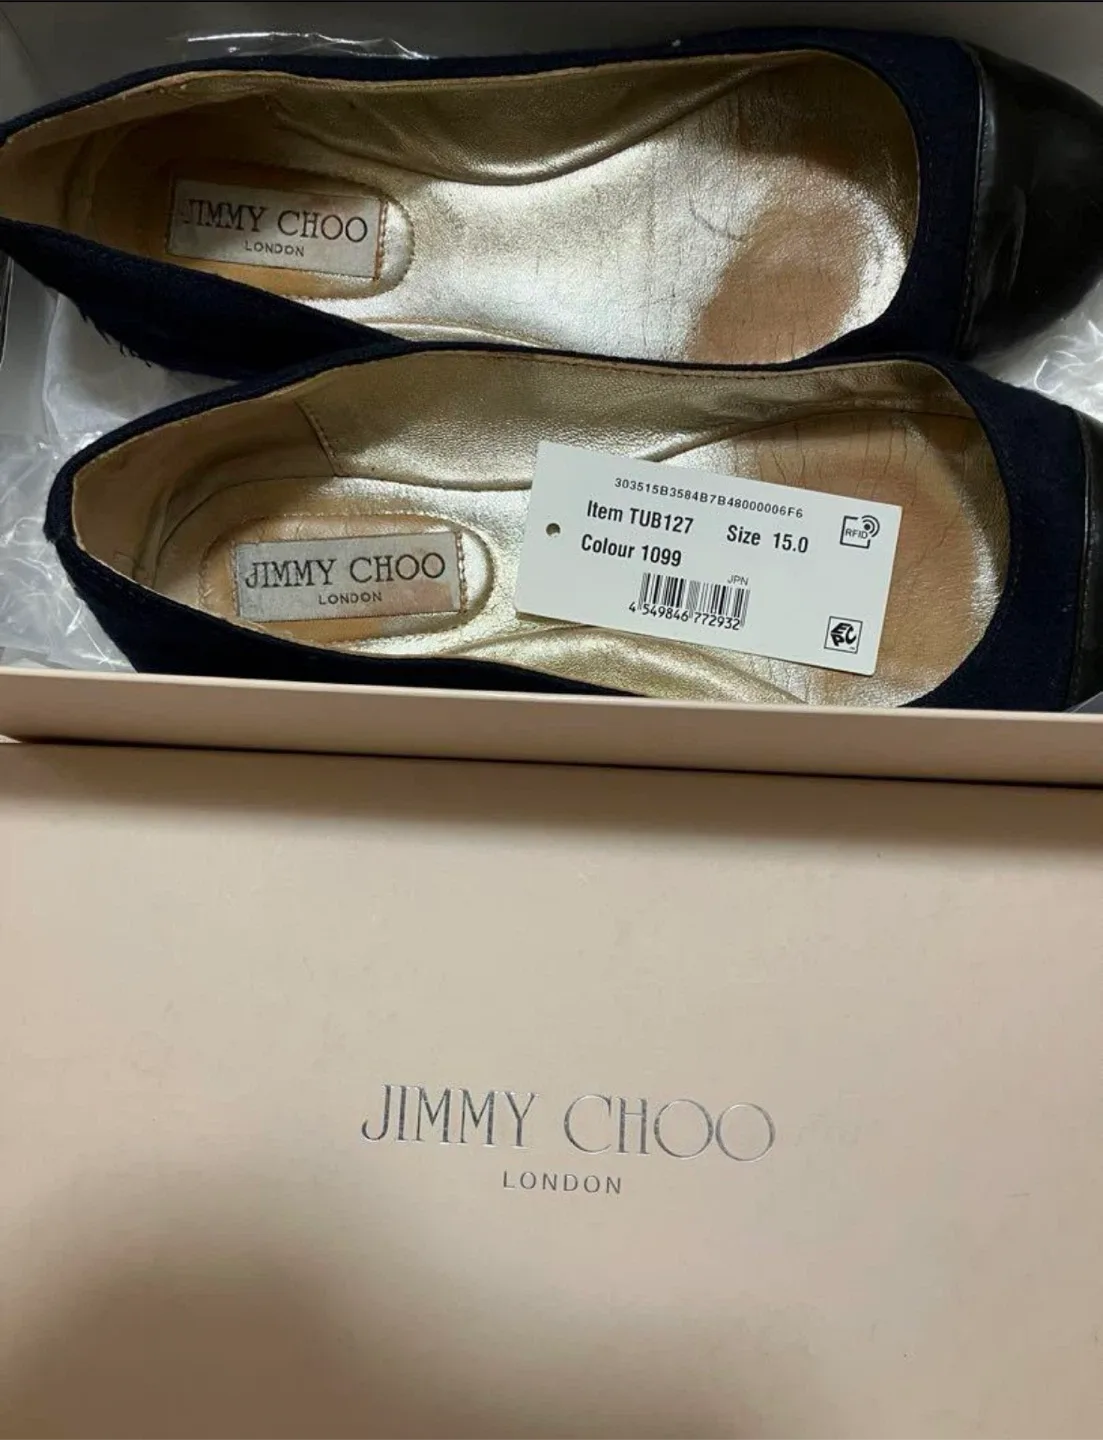 JIMMY CHOO
LONDON
JIMMY CHOO
LONDON
303515B3584B7B48000006F6
Item TUB127 Size 15.0
Colour 1099
RFID
JPN
4 549846 772932
EPC
JIMMY CHOO
LONDON